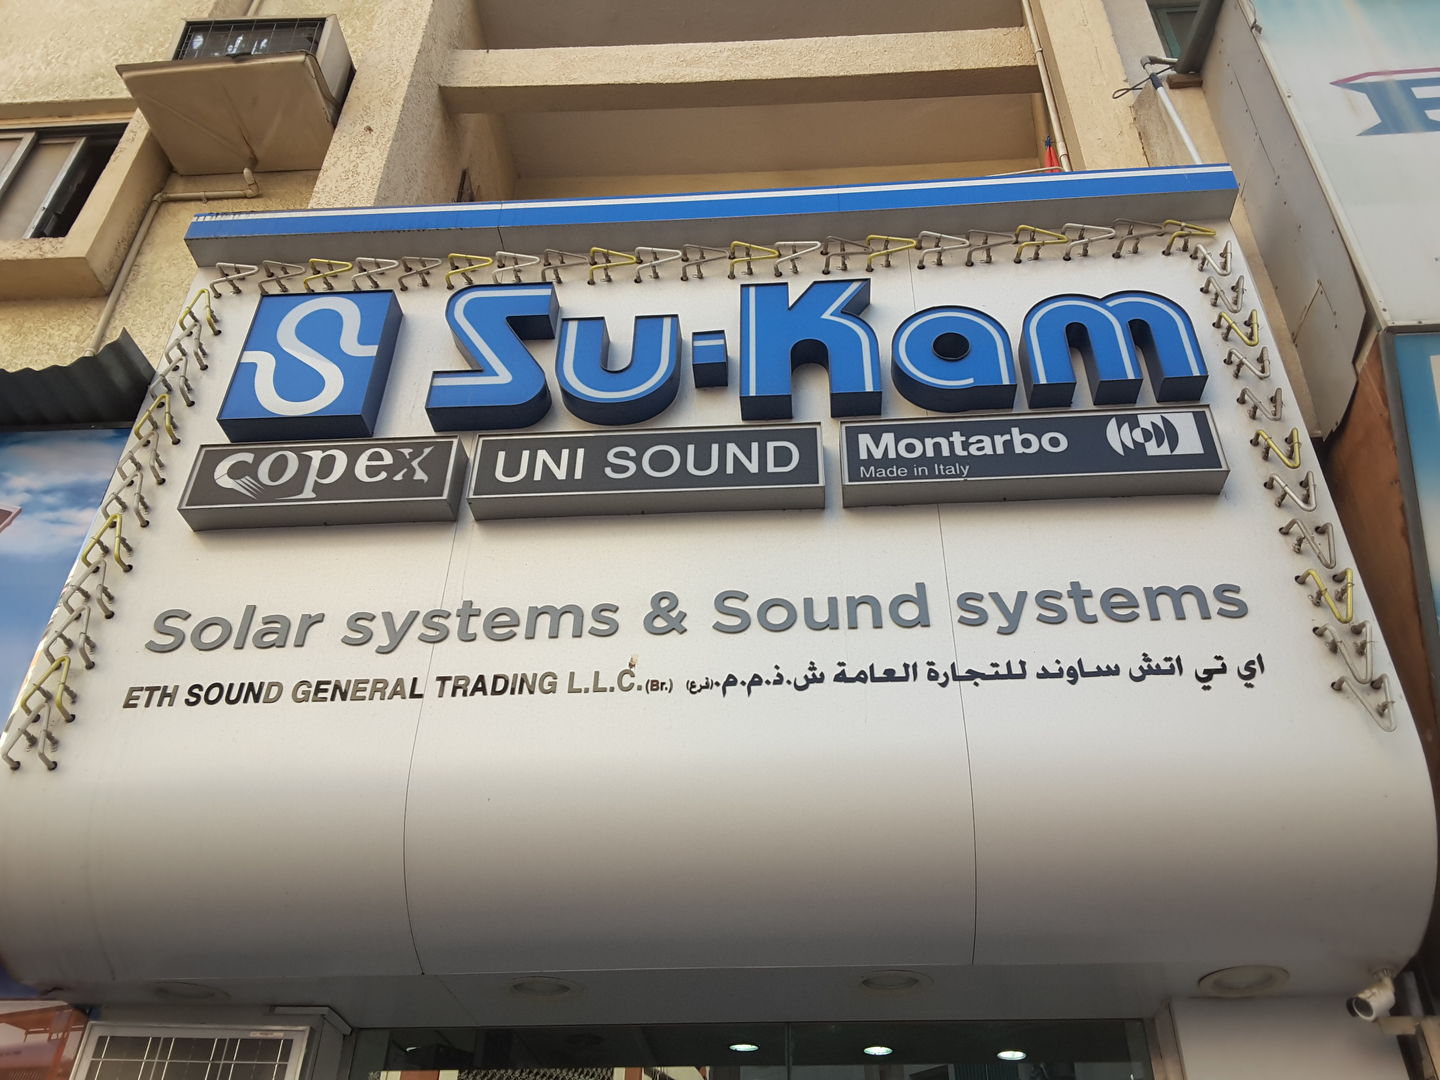 Su-Kam
copex
UNI SOUND
Montarbo
Made in Italy
Solar systems & Sound systems
ETH SOUND GENERAL TRADING L.L.C.(Br.)
اي تي اتش ساوند للتجارة العامة ش.ذ.م.م.(فرع)